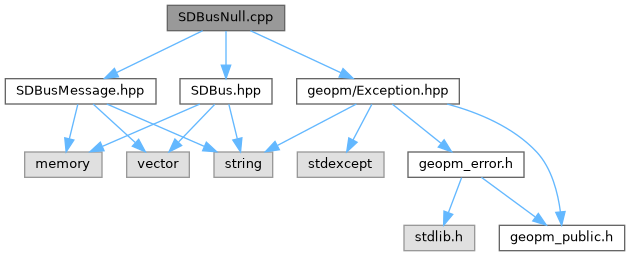 SDBusNull.cpp
SDBusMessage.hpp
SDBus.hpp
geopm/Exception.hpp
memory
vector
string
stdexcept
geopm_error.h
stdlib.h
geopm_public.h